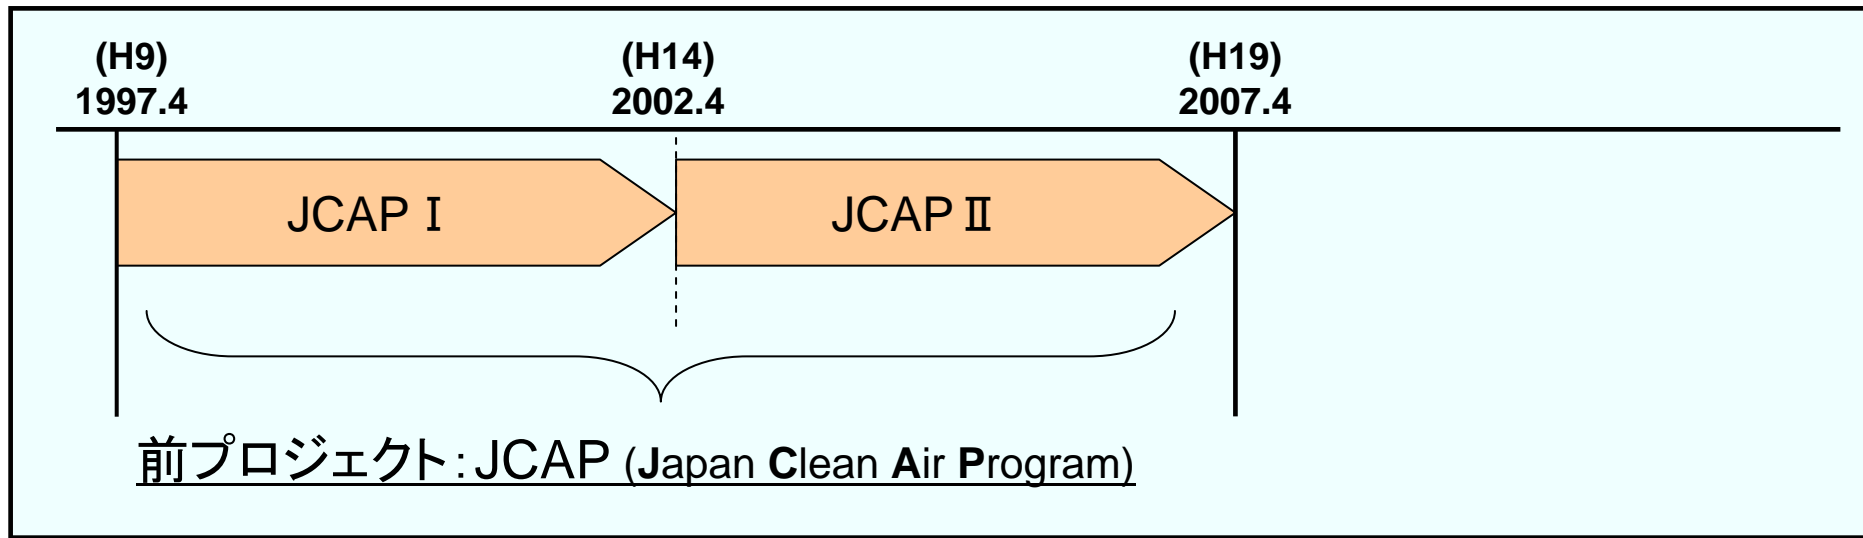 (H9) (H14) (H19)
1997.4 2002.4 2007.4
JCAP Ⅰ JCAP Ⅱ
前プロジェクト：JCAP (Japan Clean Air Program)